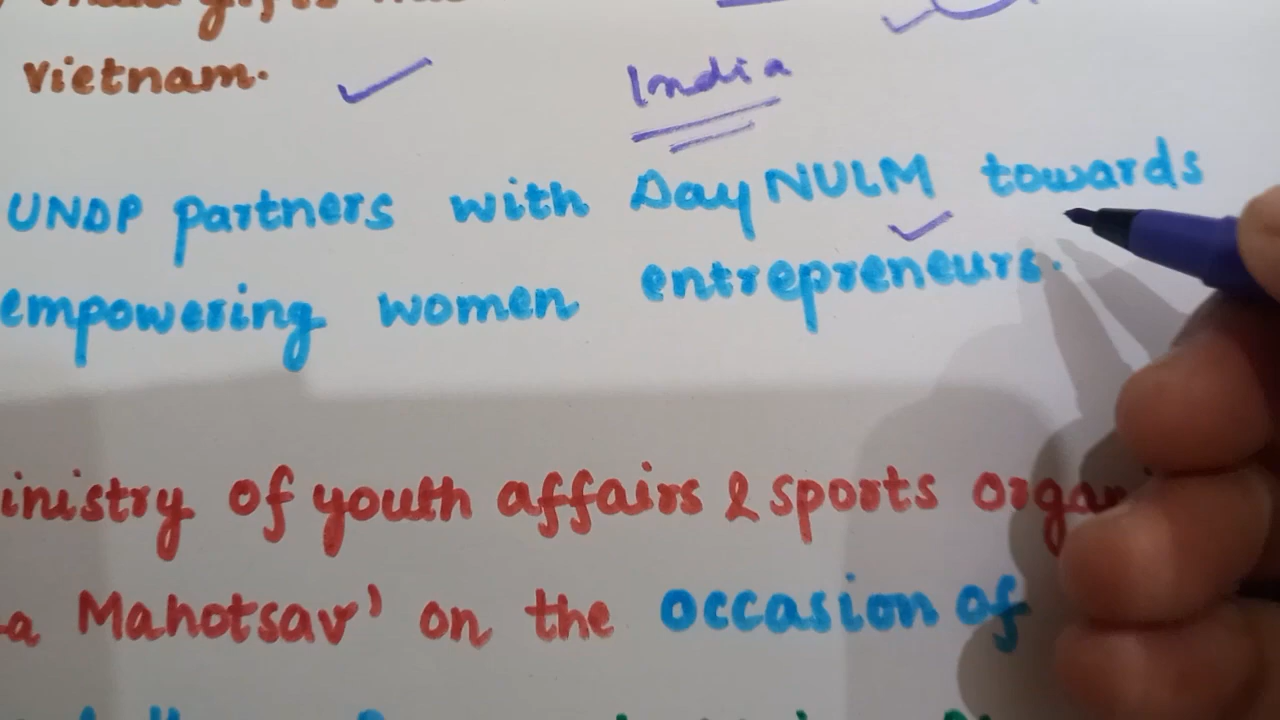 vietnam.
India
UNDP partners with Day NULM towards
empowering women entrepreneurs.
inistry of youth affairs & sports organ
a Mahotsav' on the occasion of